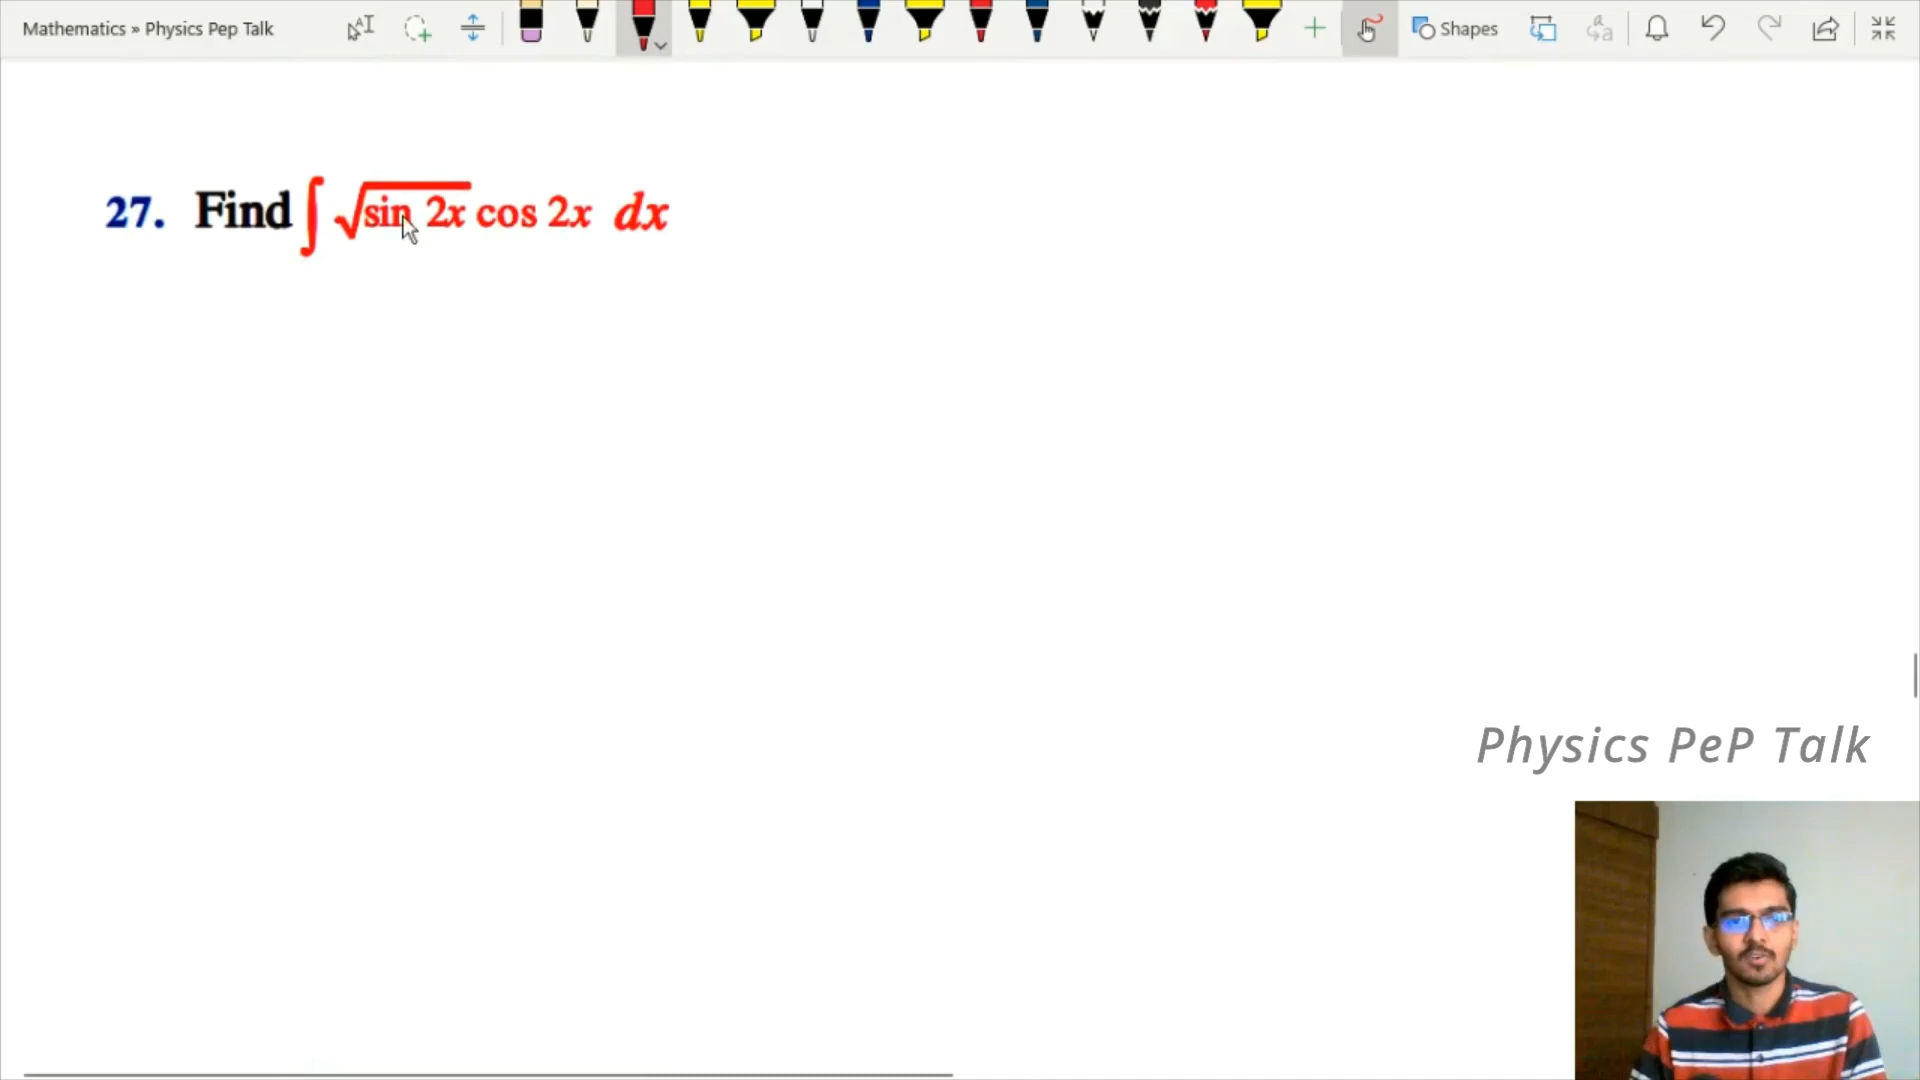 Mathematics » Physics Pep Talk
Shapes
27. Find ∫ √sin 2x cos 2x dx
Physics PeP Talk